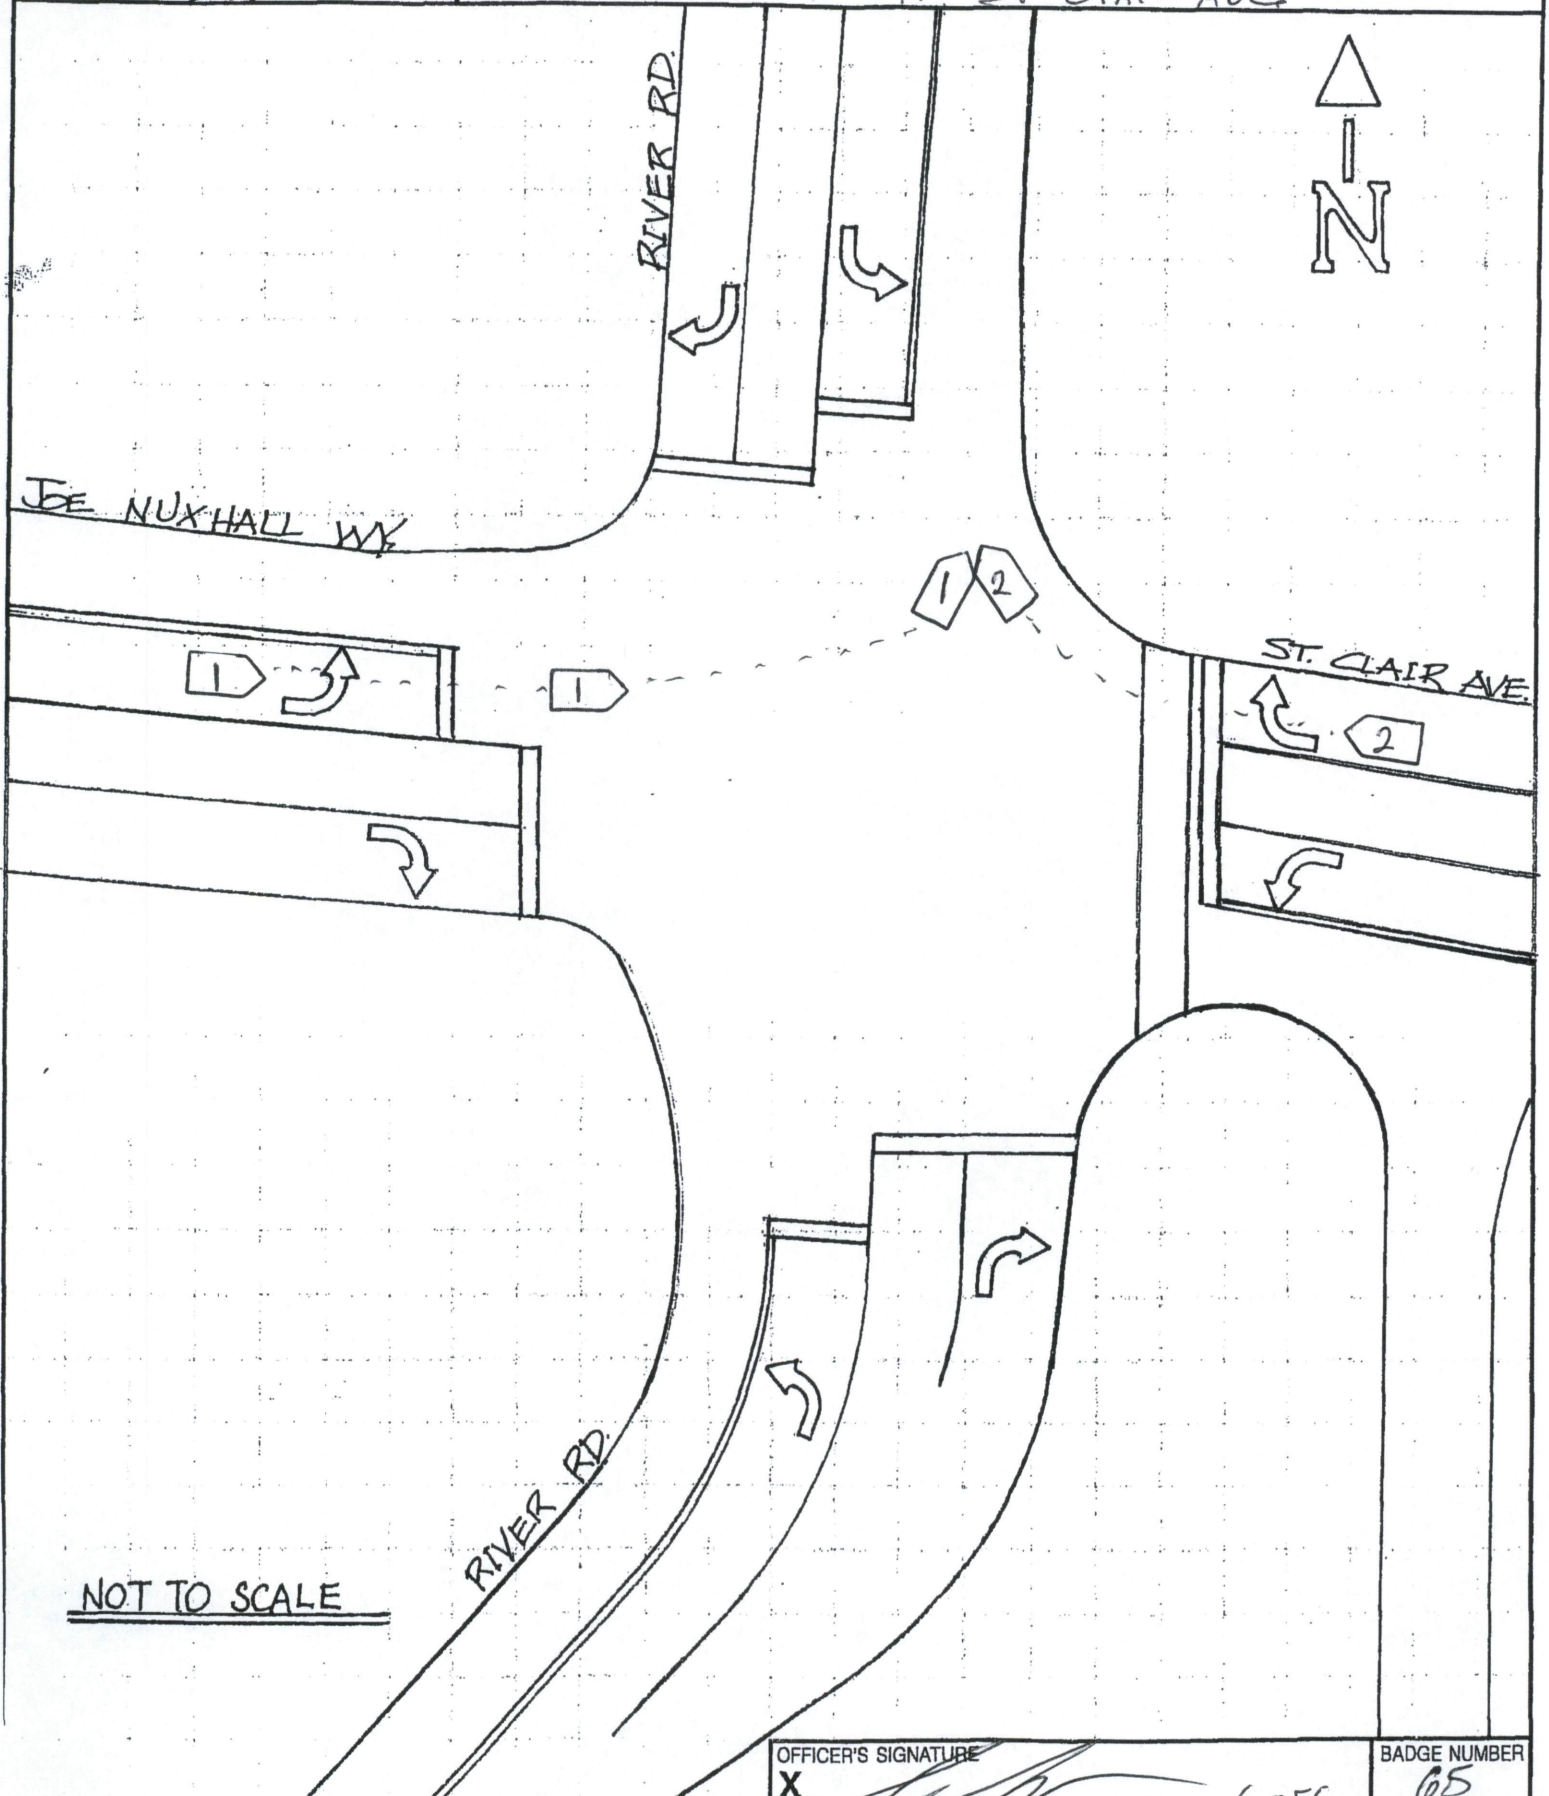 RIVER RD.
N
JOE NUXHALL WY.
1 2
ST. CLAIR AVE.
1
1
2
RIVER RD.
NOT TO SCALE
OFFICER'S SIGNATURE
BADGE NUMBER
X
65